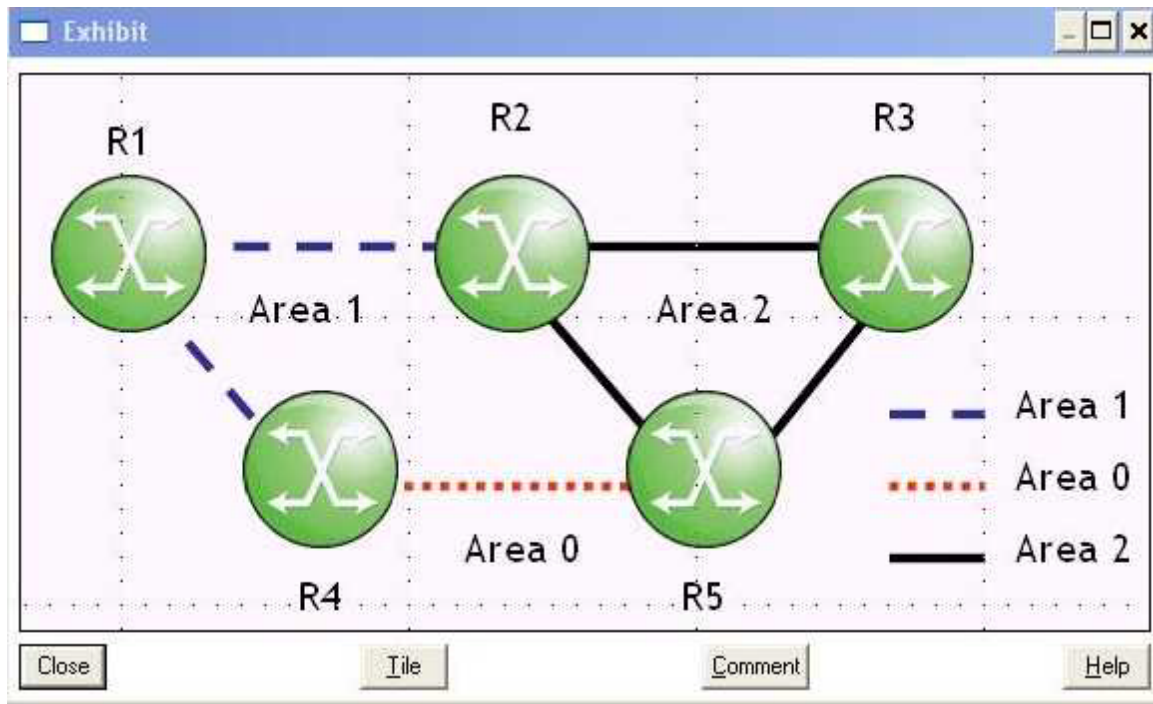 Exhibit
R1
R2
R3
Area 1
Area 2
Area 1
Area 0
Area 0
Area 2
R4
R5
Close
Tile
Comment
Help